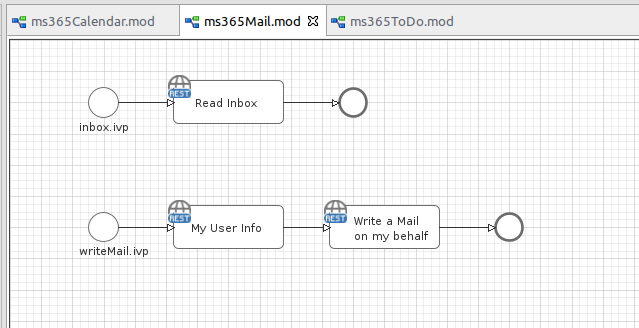 ms365Calendar.mod
ms365Mail.mod
ms365ToDo.mod
REST
Read Inbox
inbox.ivp
REST
My User Info
REST
Write a Mail
on my behalf
writeMail.ivp